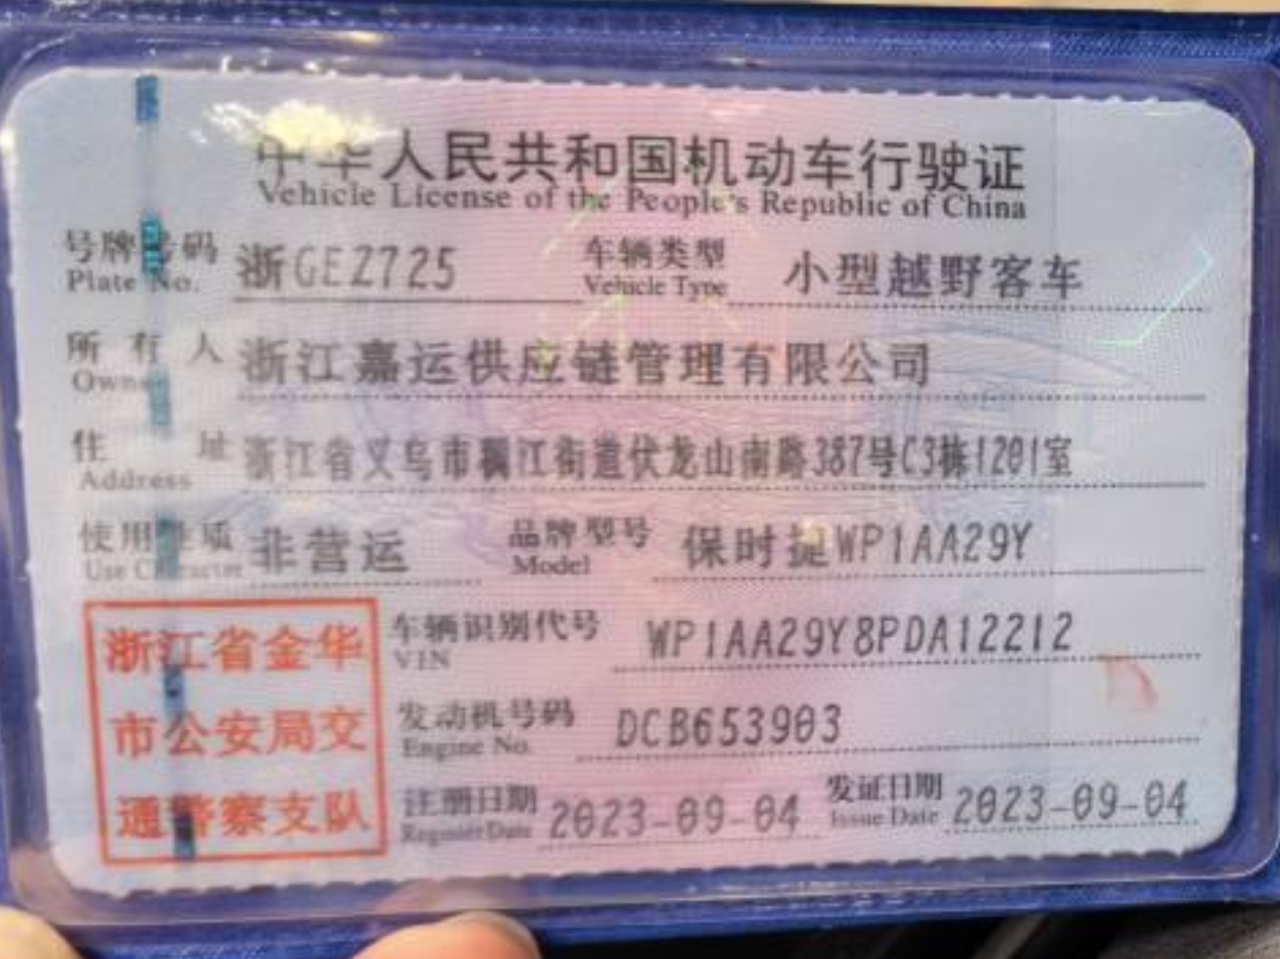 中华人民共和国机动车行驶证
Vehicle License of the People's Republic of China
号牌号码 浙GEZ725 车辆类型 小型越野客车
Plate No. Vehicle Type
所有人 浙江嘉运供应链管理有限公司
Owner
住址 浙江省义乌市稠江街道伏龙山南路387号C3栋1201室
Address
使用性质 非营运 品牌型号 保时捷WP1AA29Y
Use Character Model
车辆识别代号 WP1AA29Y8PDA12212
VIN
发动机号码 DCB653903
Engine No.
注册日期 2023-09-04 发证日期 2023-09-04
Register Date Issue Date
浙江省金华
市公安局交
通警察支队